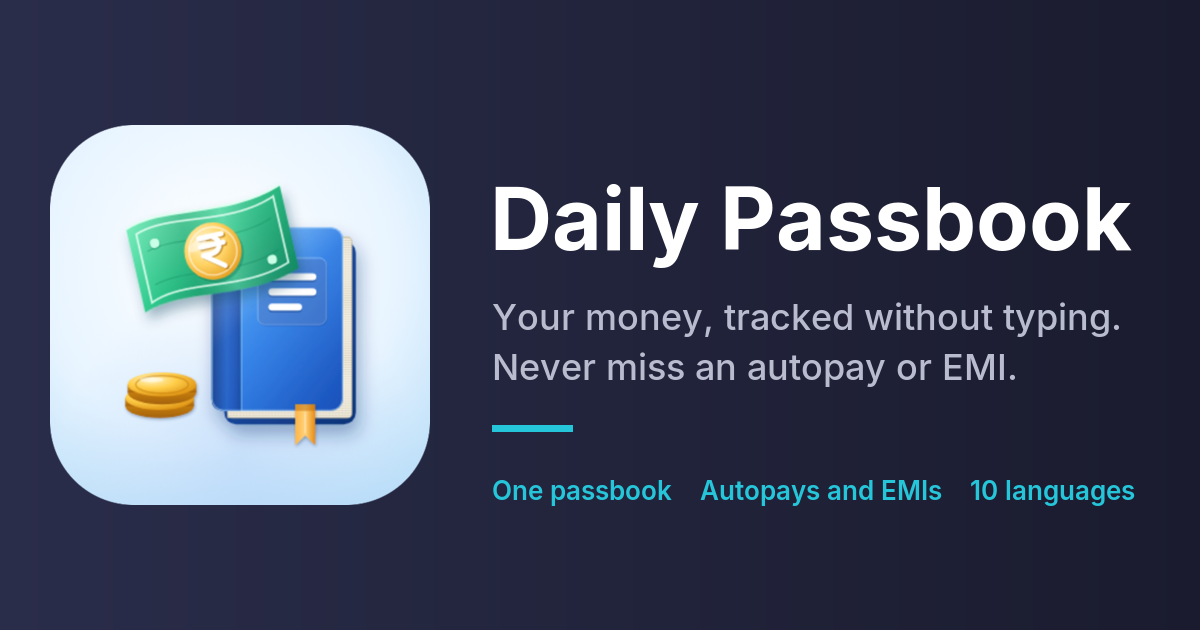 ₹
Daily Passbook
Your money, tracked without typing.
Never miss an autopay or EMI.
One passbook Autopays and EMIs 10 languages